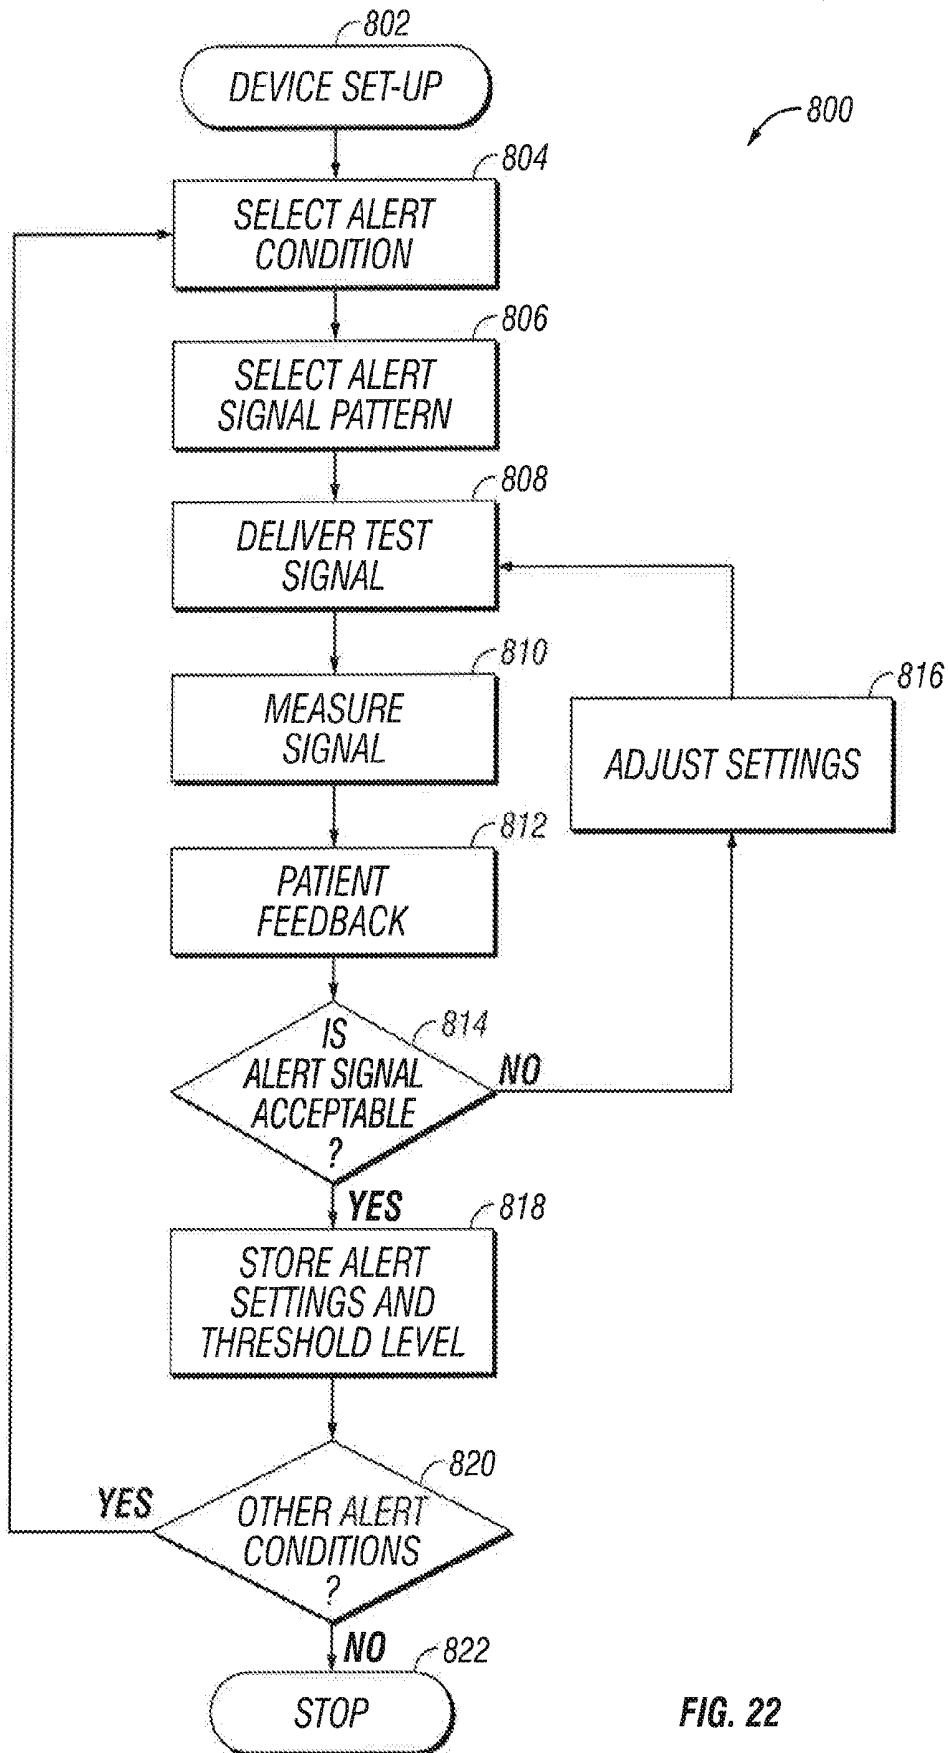 802
DEVICE SET-UP
800
804
SELECT ALERT
CONDITION
806
SELECT ALERT
SIGNAL PATTERN
808
DELIVER TEST
SIGNAL
810
MEASURE
SIGNAL
816
ADJUST SETTINGS
812
PATIENT
FEEDBACK
814
IS
ALERT SIGNAL
ACCEPTABLE
?
NO
YES
818
STORE ALERT
SETTINGS AND
THRESHOLD LEVEL
820
YES
OTHER ALERT
CONDITIONS
?
NO
822
STOP
FIG. 22